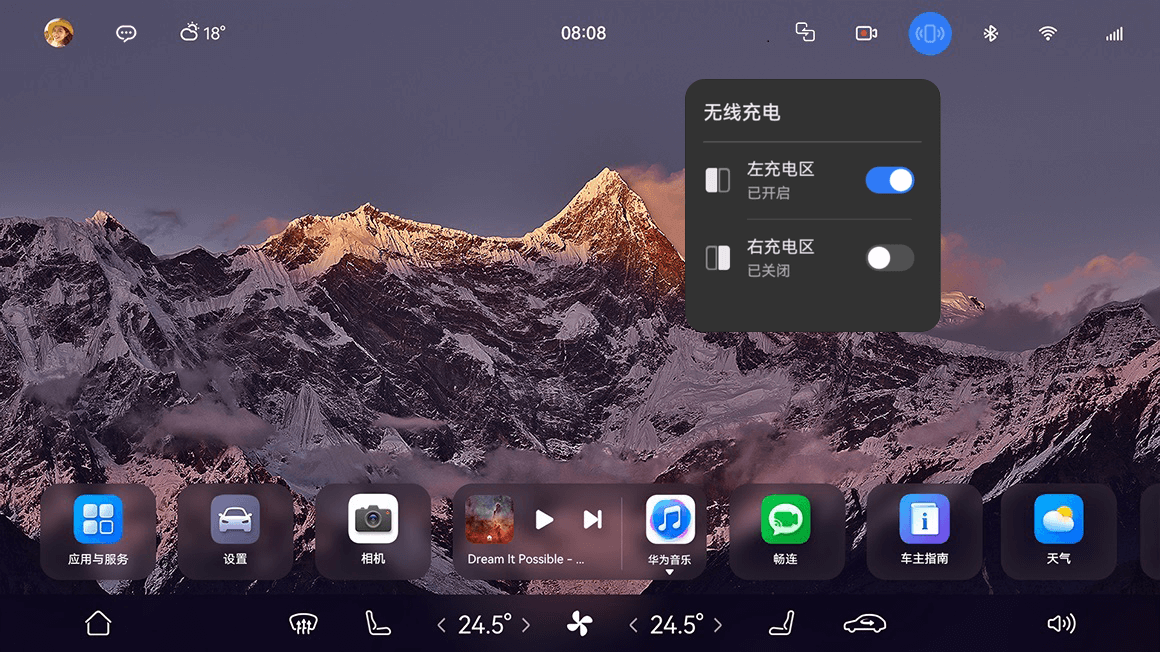 18°
08:08
无线充电
左充电区
已开启
右充电区
已关闭
应用与服务
设置
相机
Dream It Possible - ...
华为音乐
畅连
车主指南
天气
24.5°
24.5°